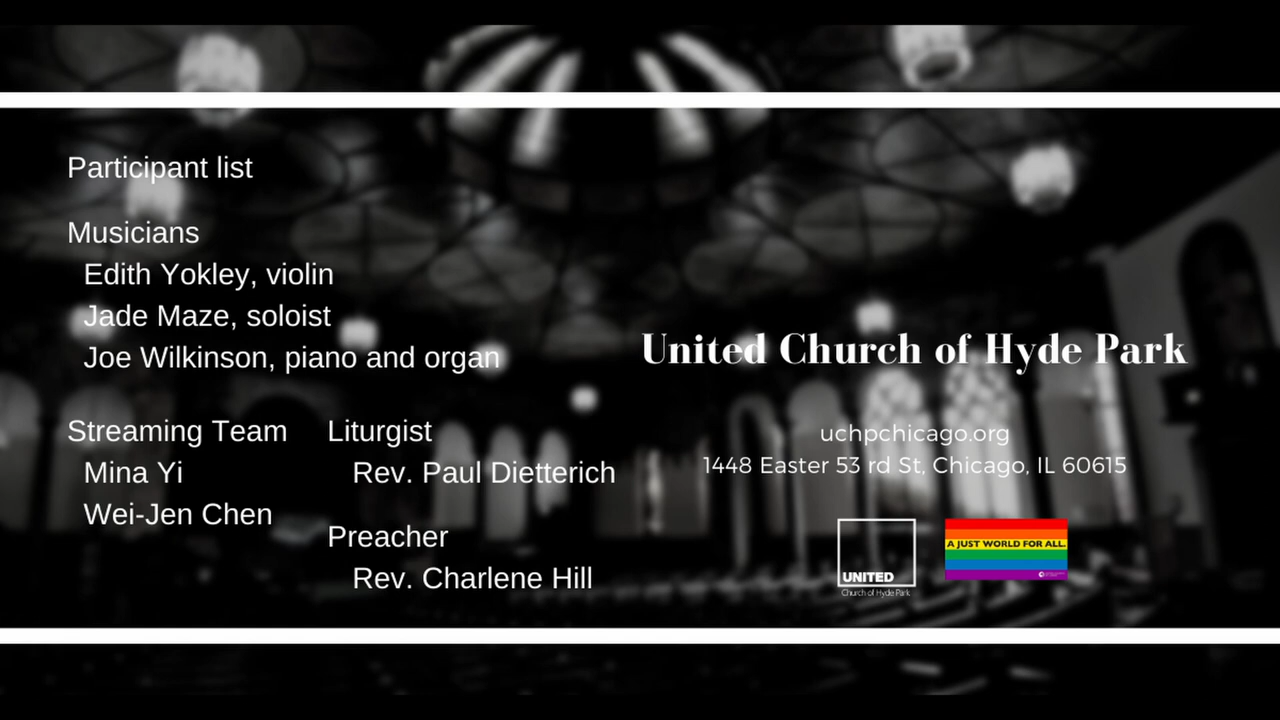 Participant list
Musicians
Edith Yokley, violin
Jade Maze, soloist
Joe Wilkinson, piano and organ
Streaming Team
Mina Yi
Wei-Jen Chen
Liturgist
Rev. Paul Dietterich
Preacher
Rev. Charlene Hill
United Church of Hyde Park
uchpchicago.org
1448 Easter 53 rd St, Chicago, IL 60615
UNITED
Church of Hyde Park
A JUST WORLD FOR ALL.